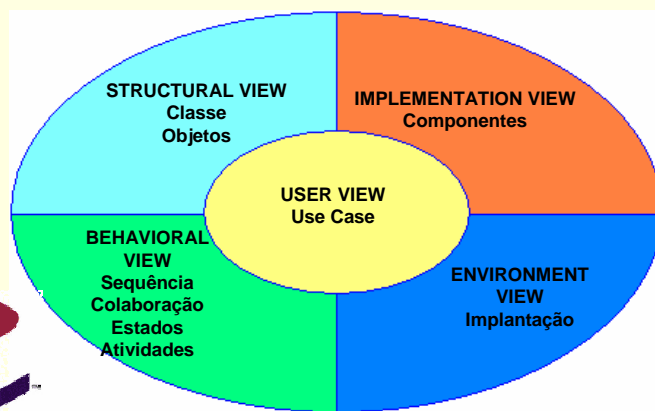 STRUCTURAL VIEW
Classe
Objetos
IMPLEMENTATION VIEW
Componentes
USER VIEW
Use Case
BEHAVIORAL
VIEW
Sequência
Colaboração
Estados
Atividades
ENVIRONMENT
VIEW
Implantação